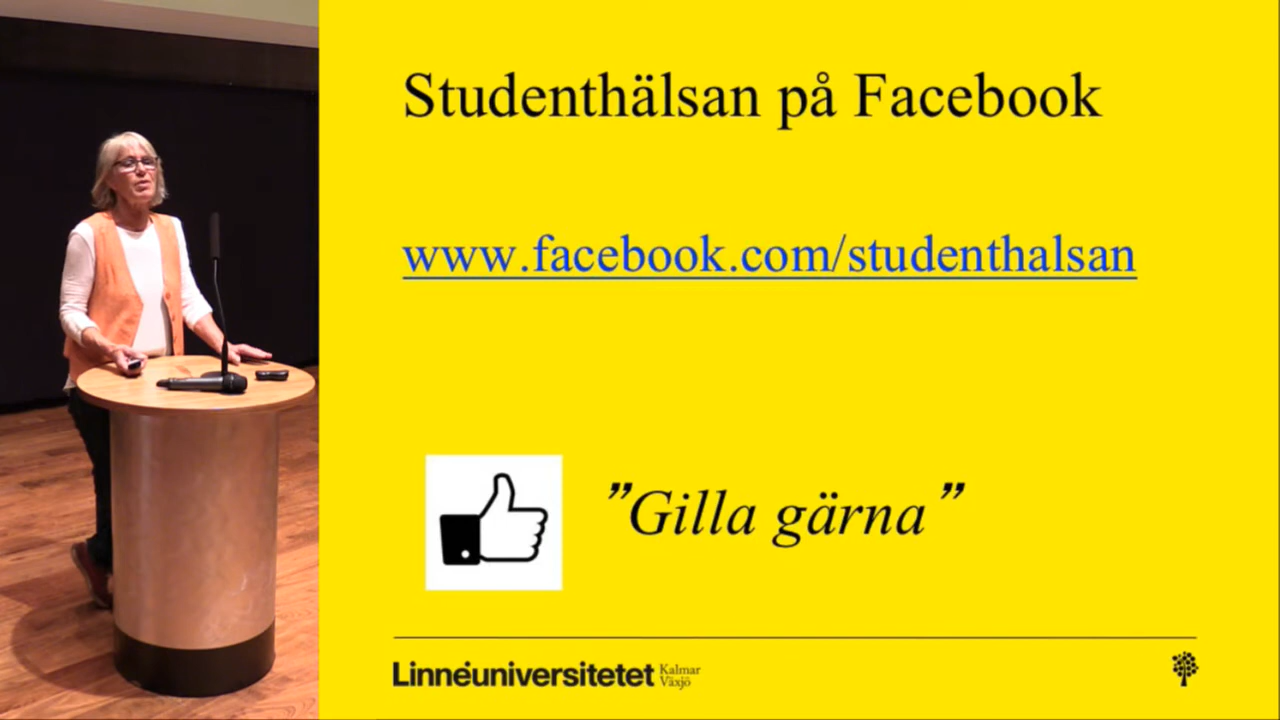 Studenthälsan på Facebook
www.facebook.com/studenthalsan
”Gilla gärna”
Linnéuniversitetet
Kalmar
Växjö